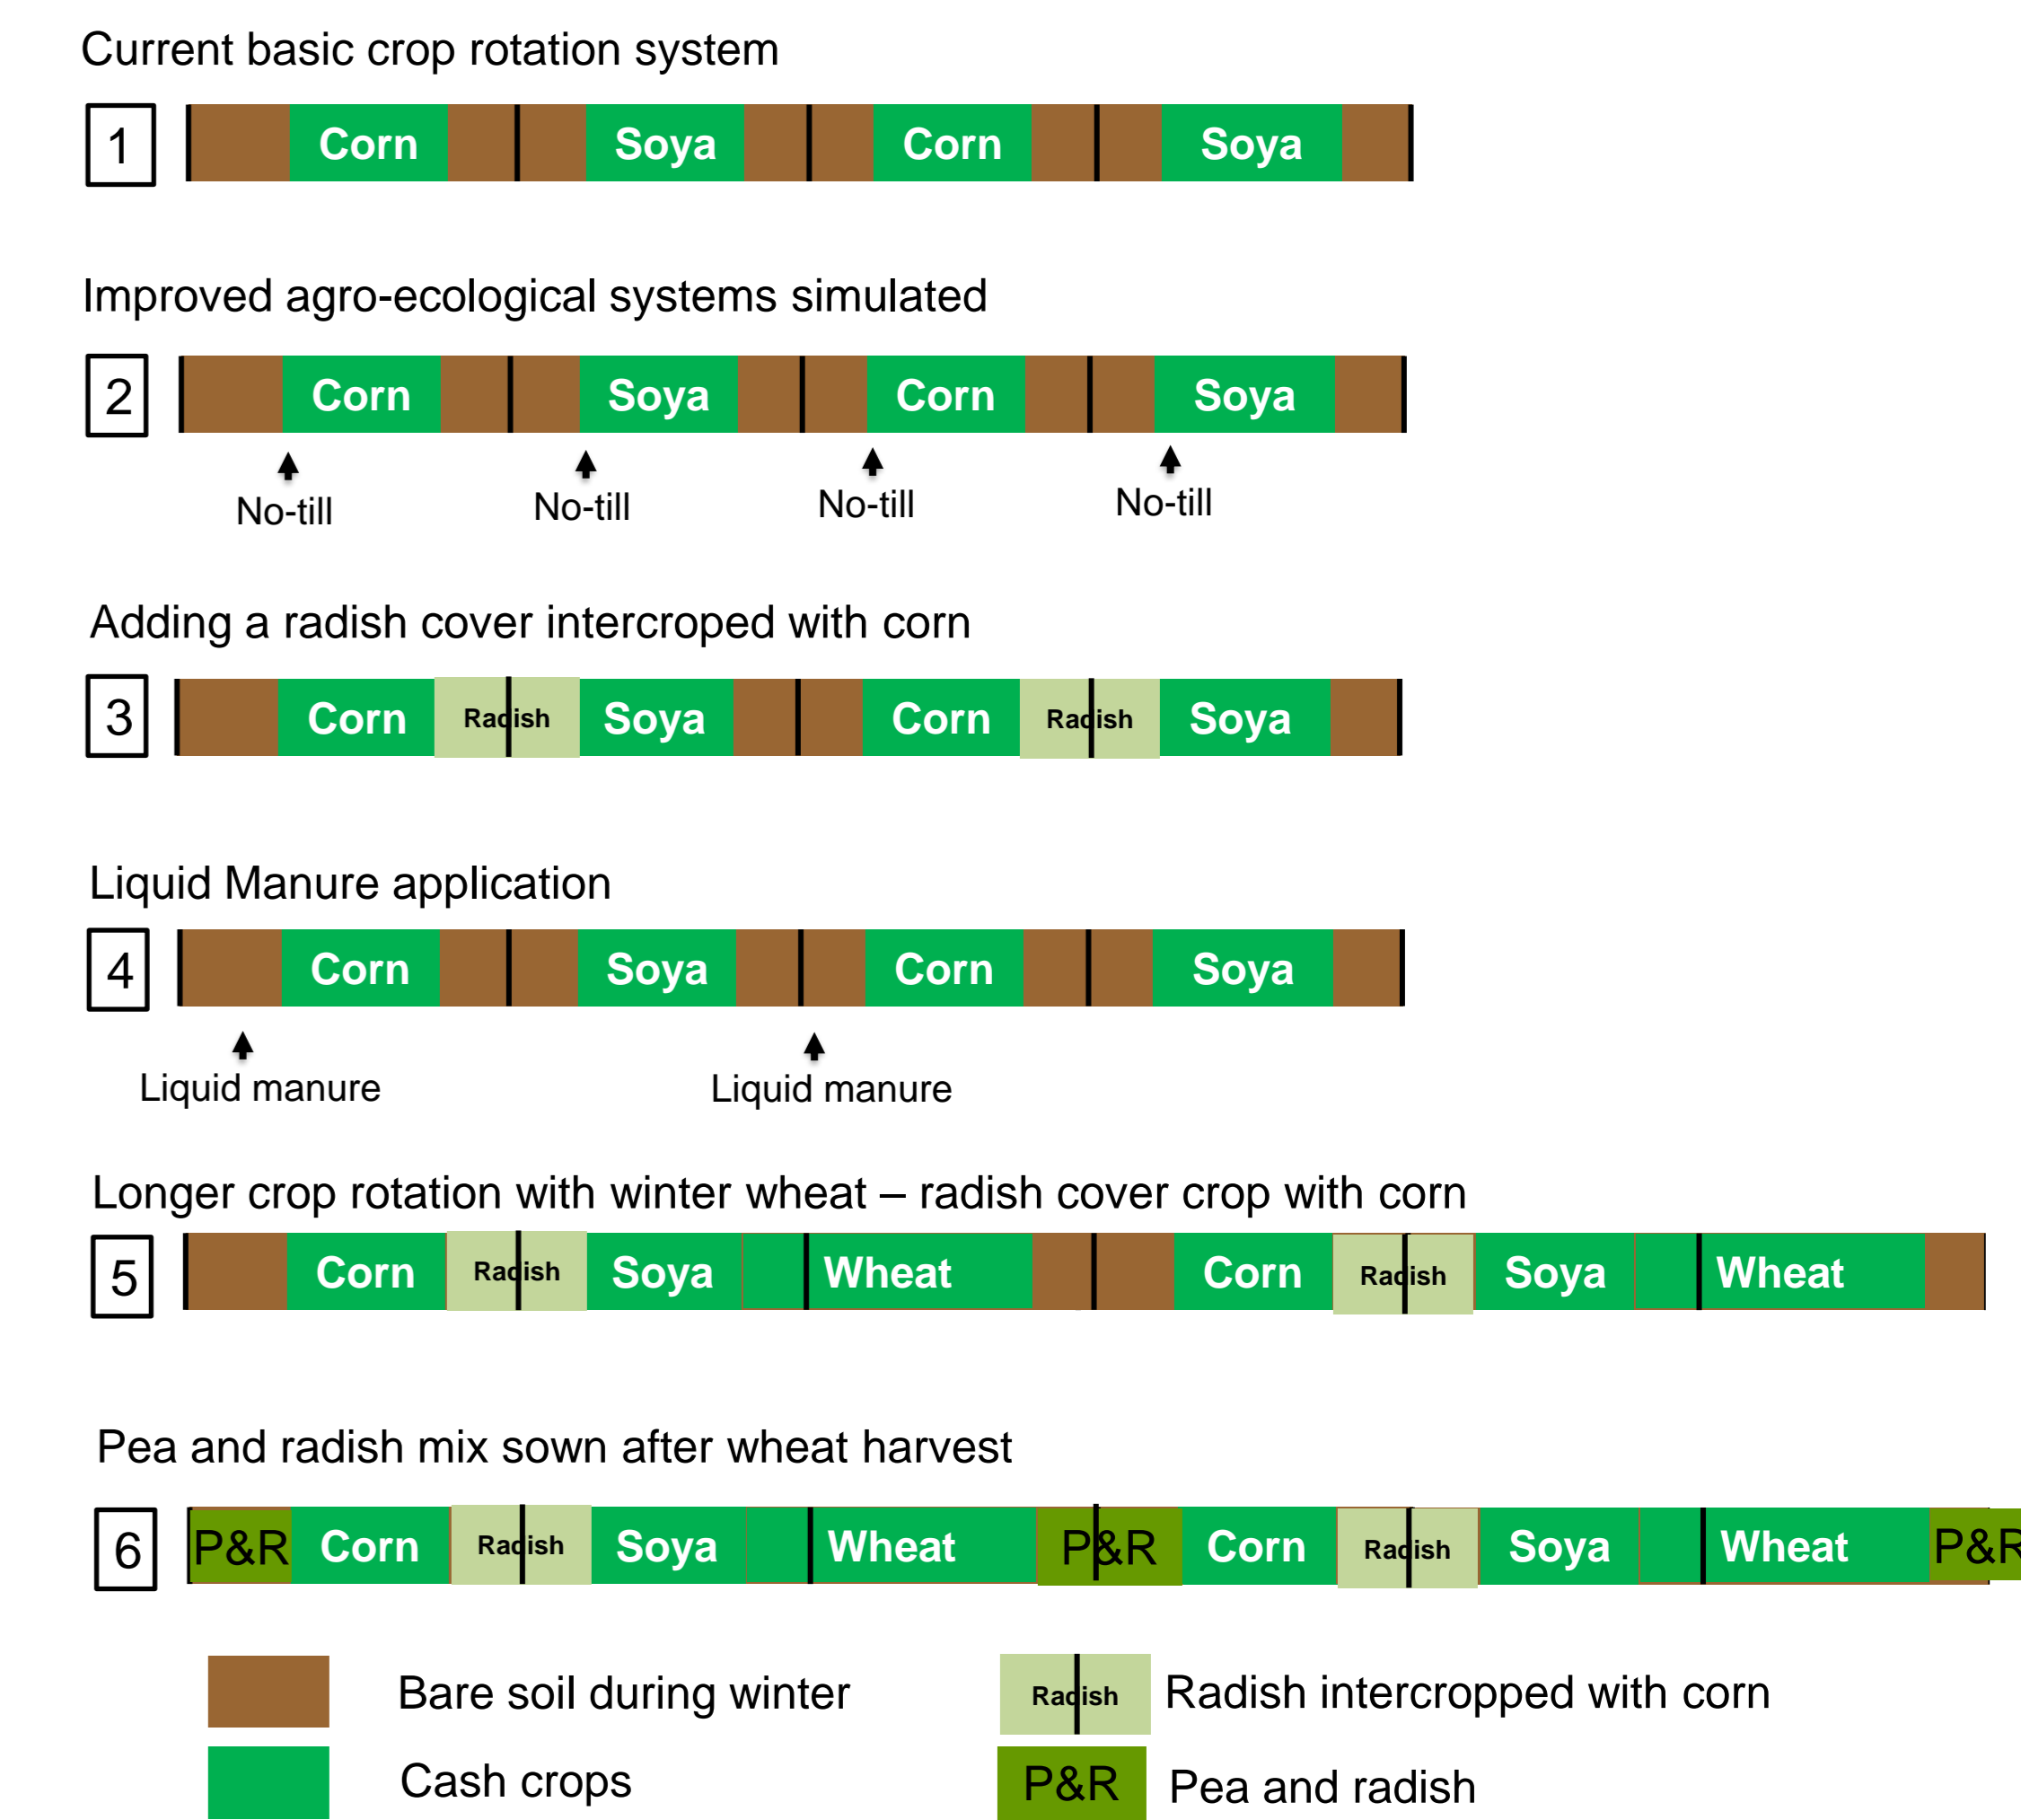 Current basic crop rotation system
1 Corn Soya Corn Soya
Improved agro-ecological systems simulated
2 Corn Soya Corn Soya
No-till No-till No-till No-till
Adding a radish cover intercroped with corn
3 Corn Radish Soya Corn Radish Soya
Liquid Manure application
4 Corn Soya Corn Soya
Liquid manure Liquid manure
Longer crop rotation with winter wheat – radish cover crop with corn
5 Corn Radish Soya Wheat Corn Radish Soya Wheat
Pea and radish mix sown after wheat harvest
6 P&R Corn Radish Soya Wheat P&R Corn Radish Soya Wheat P&R
Bare soil during winter Radish Radish intercropped with corn
Cash crops P&R Pea and radish